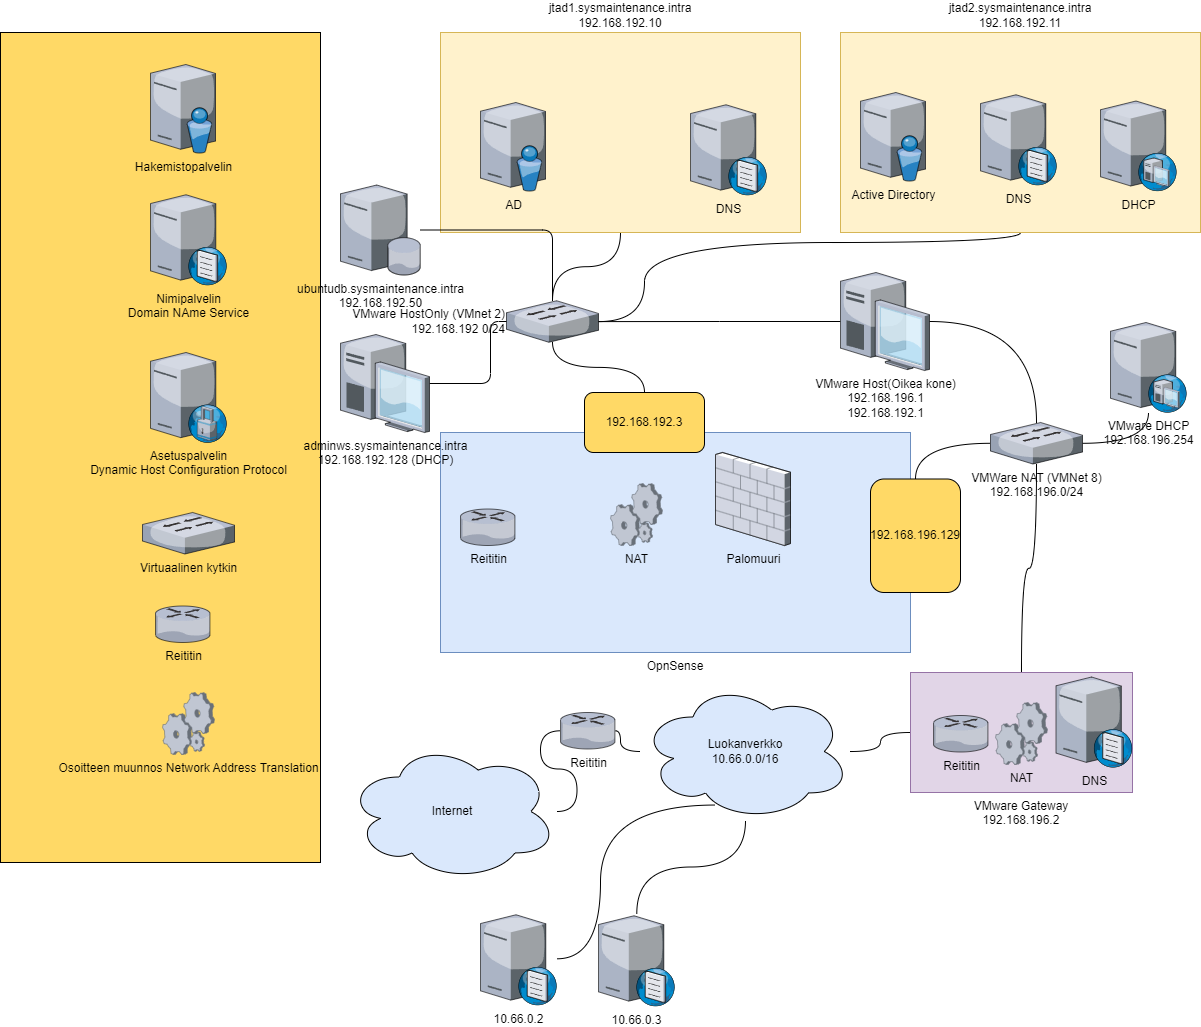 jtad1.sysmaintenance.intra
192.168.192.10
jtad2.sysmaintenance.intra
192.168.192.11
Hakemistopalvelin
Nimipalvelin
Domain NAme Service
Asetuspalvelin
Dynamic Host Configuration Protocol
Virtuaalinen kytkin
Reititin
Osoitteen muunnos Network Address Translation
AD
DNS
Active Directory
DNS
DHCP
ubuntudb.sysmaintenance.intra
192.168.192.50
VMware HostOnly (VMnet 2)
192.168.192 0/24
adminws.sysmaintenance.intra
192.168.192.128 (DHCP)
VMware Host(Oikea kone)
192.168.196.1
192.168.192.1
VMware DHCP
192.168.196.254
VMWare NAT (VMNet 8)
192.168.196.0/24
192.168.192.3
192.168.196.129
Reititin
NAT
Palomuuri
OpnSense
Reititin
NAT
DNS
VMware Gateway
192.168.196.2
Luokanverkko
10.66.0.0/16
Reititin
Internet
10.66.0.2
10.66.0.3